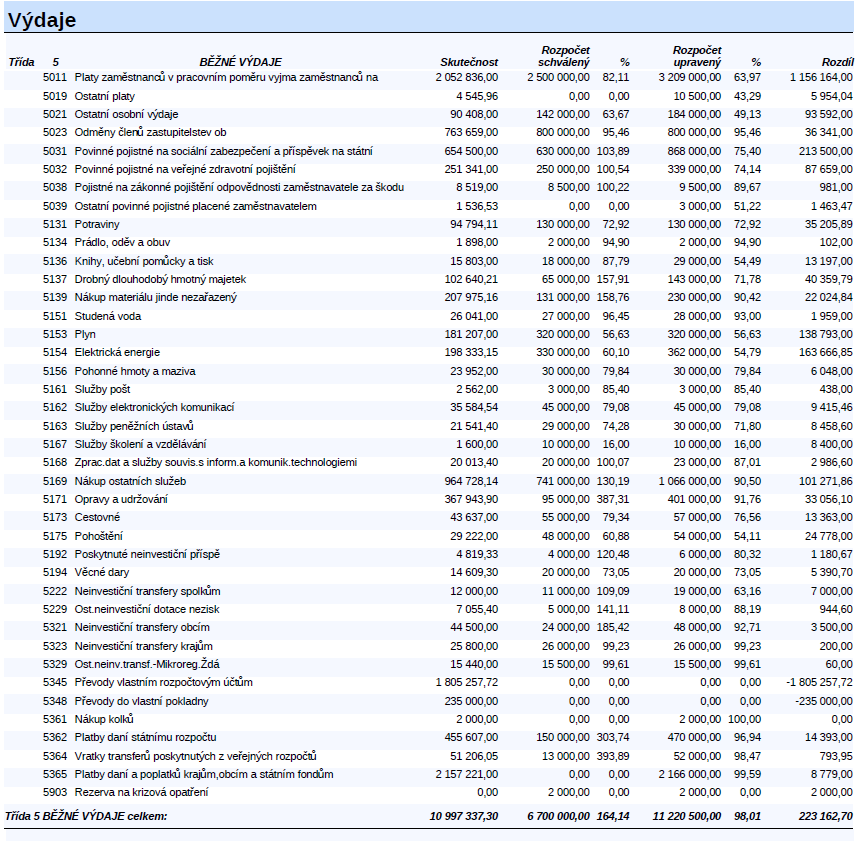 Výdaje
Třída 5 BĚŽNÉ VÝDAJE Skutečnost Rozpočet schválený % Rozpočet upravený % Rozdíl
5011 Platy zaměstnanců v pracovním poměru vyjma zaměstnanců na 2 052 836,00 2 500 000,00 82,11 3 209 000,00 63,97 1 156 164,00
5019 Ostatní platy 4 545,96 0,00 0,00 10 500,00 43,29 5 954,04
5021 Ostatní osobní výdaje 90 408,00 142 000,00 63,67 184 000,00 49,13 93 592,00
5023 Odměny členů zastupitelstev ob 763 659,00 800 000,00 95,46 800 000,00 95,46 36 341,00
5031 Povinné pojistné na sociální zabezpečení a příspěvek na státní 654 500,00 630 000,00 103,89 868 000,00 75,40 213 500,00
5032 Povinné pojistné na veřejné zdravotní pojištění 251 341,00 250 000,00 100,54 339 000,00 74,14 87 659,00
5038 Pojistné na zákonné pojištění odpovědnosti zaměstnavatele za škodu 8 519,00 8 500,00 100,22 9 500,00 89,67 981,00
5039 Ostatní povinné pojistné placené zaměstnavatelem 1 536,53 0,00 0,00 3 000,00 51,22 1 463,47
5131 Potraviny 94 794,11 130 000,00 72,92 130 000,00 72,92 35 205,89
5134 Prádlo, oděv a obuv 1 898,00 2 000,00 94,90 2 000,00 94,90 102,00
5136 Knihy, učební pomůcky a tisk 15 803,00 18 000,00 87,79 29 000,00 54,49 13 197,00
5137 Drobný dlouhodobý hmotný majetek 102 640,21 65 000,00 157,91 143 000,00 71,78 40 359,79
5139 Nákup materiálu jinde nezařazený 207 975,16 131 000,00 158,76 230 000,00 90,42 22 024,84
5151 Studená voda 26 041,00 27 000,00 96,45 28 000,00 93,00 1 959,00
5153 Plyn 181 207,00 320 000,00 56,63 320 000,00 56,63 138 793,00
5154 Elektrická energie 198 333,15 330 000,00 60,10 362 000,00 54,79 163 666,85
5156 Pohonné hmoty a maziva 23 952,00 30 000,00 79,84 30 000,00 79,84 6 048,00
5161 Služby pošt 2 562,00 3 000,00 85,40 3 000,00 85,40 438,00
5162 Služby elektronických komunikací 35 584,54 45 000,00 79,08 45 000,00 79,08 9 415,46
5163 Služby peněžních ústavů 21 541,40 29 000,00 74,28 30 000,00 71,80 8 458,60
5167 Služby školení a vzdělávání 1 600,00 10 000,00 16,00 10 000,00 16,00 8 400,00
5168 Zprac.dat a služby souvis.s inform.a komunik.technologiemi 20 013,40 20 000,00 100,07 23 000,00 87,01 2 986,60
5169 Nákup ostatních služeb 964 728,14 741 000,00 130,19 1 066 000,00 90,50 101 271,86
5171 Opravy a udržování 367 943,90 95 000,00 387,31 401 000,00 91,76 33 056,10
5173 Cestovné 43 637,00 55 000,00 79,34 57 000,00 76,56 13 363,00
5175 Pohoštění 29 222,00 48 000,00 60,88 54 000,00 54,11 24 778,00
5192 Poskytnuté neinvestiční příspě 4 819,33 4 000,00 120,48 6 000,00 80,32 1 180,67
5194 Věcné dary 14 609,30 20 000,00 73,05 20 000,00 73,05 5 390,70
5222 Neinvestiční transfery spolkům 12 000,00 11 000,00 109,09 19 000,00 63,16 7 000,00
5229 Ost.neinvestiční dotace nezisk 7 055,40 5 000,00 141,11 8 000,00 88,19 944,60
5321 Neinvestiční transfery obcím 44 500,00 24 000,00 185,42 48 000,00 92,71 3 500,00
5323 Neinvestiční transfery krajům 25 800,00 26 000,00 99,23 26 000,00 99,23 200,00
5329 Ost.neinv.transf.-Mikroreg.Ždá 15 440,00 15 500,00 99,61 15 500,00 99,61 60,00
5345 Převody vlastním rozpočtovým účtům 1 805 257,72 0,00 0,00 0,00 0,00 -1 805 257,72
5348 Převody do vlastní pokladny 235 000,00 0,00 0,00 0,00 0,00 -235 000,00
5361 Nákup kolků 2 000,00 0,00 0,00 2 000,00 100,00 0,00
5362 Platby daní státnímu rozpočtu 455 607,00 150 000,00 303,74 470 000,00 96,94 14 393,00
5364 Vratky transferů poskytnutých z veřejných rozpočtů 51 206,05 13 000,00 393,89 52 000,00 98,47 793,95
5365 Platby daní a poplatků krajům,obcím a státním fondům 2 157 221,00 0,00 0,00 2 166 000,00 99,59 8 779,00
5903 Rezerva na krizová opatření 0,00 2 000,00 0,00 2 000,00 0,00 2 000,00
Třída 5 BĚŽNÉ VÝDAJE celkem: 10 997 337,30 6 700 000,00 164,14 11 220 500,00 98,01 223 162,70